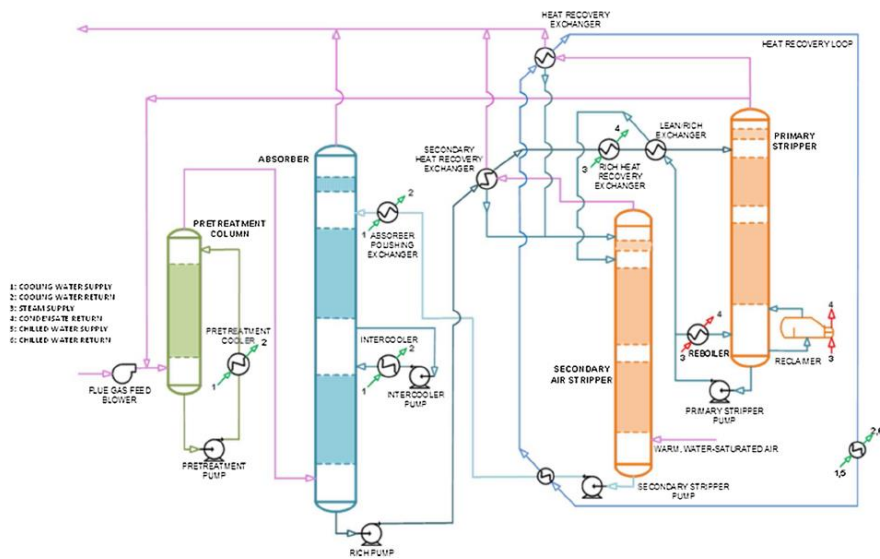 HEAT RECOVERY
EXCHANGER
HEAT RECOVERY LOOP
4
LEAN/RICH
EXCHANGER
PRIMARY
STRIPPER
SECONDARY
HEAT RECOVERY
EXCHANGER
ABSORBER
3
RICH HEAT
RECOVERY
EXCHANGER
2
1
ABSORBER
POLISHING
EXCHANGER
PRETREATMENT
COLUMN
1: COOLING WATER SUPPLY
2: COOLING WATER RETURN
3: STEAM SUPPLY
4: CONDENSATE RETURN
5: CHILLED WATER SUPPLY
6: CHILLED WATER RETURN
PRETREATMENT
COOLER
2
1
INTERCOOLER
2
1
INTERCOOLER
PUMP
4
3
REBOILER
4
RECLAIMER
3
FLUE GAS FEED
BLOWER
SECONDARY
AIR STRIPPER
PRIMARY STRIPPER
PUMP
WARM, WATER-SATURATED AIR
2,6
1,5
PRETREATMENT
PUMP
SECONDARY STRIPPER
PUMP
RICH PUMP